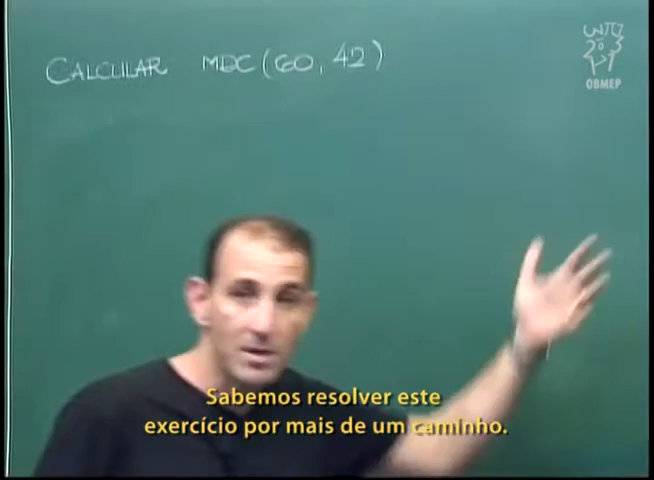 CALCULAR MDC (60, 42)
OBMEP
Sabemos resolver este
exercício por mais de um caminho.